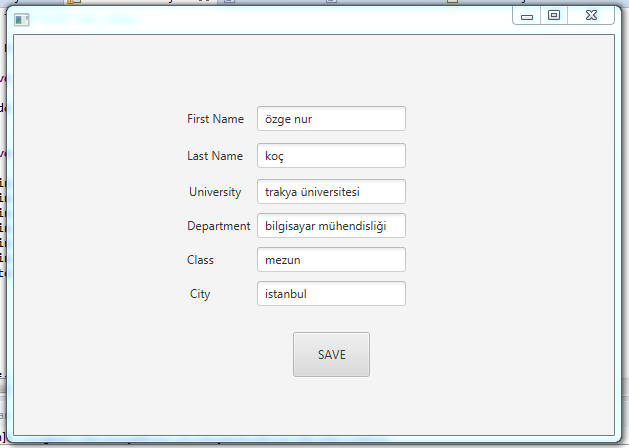 First Name özge nur
Last Name koç
University trakya üniversitesi
Department bilgisayar mühendisliği
Class mezun
City istanbul
SAVE